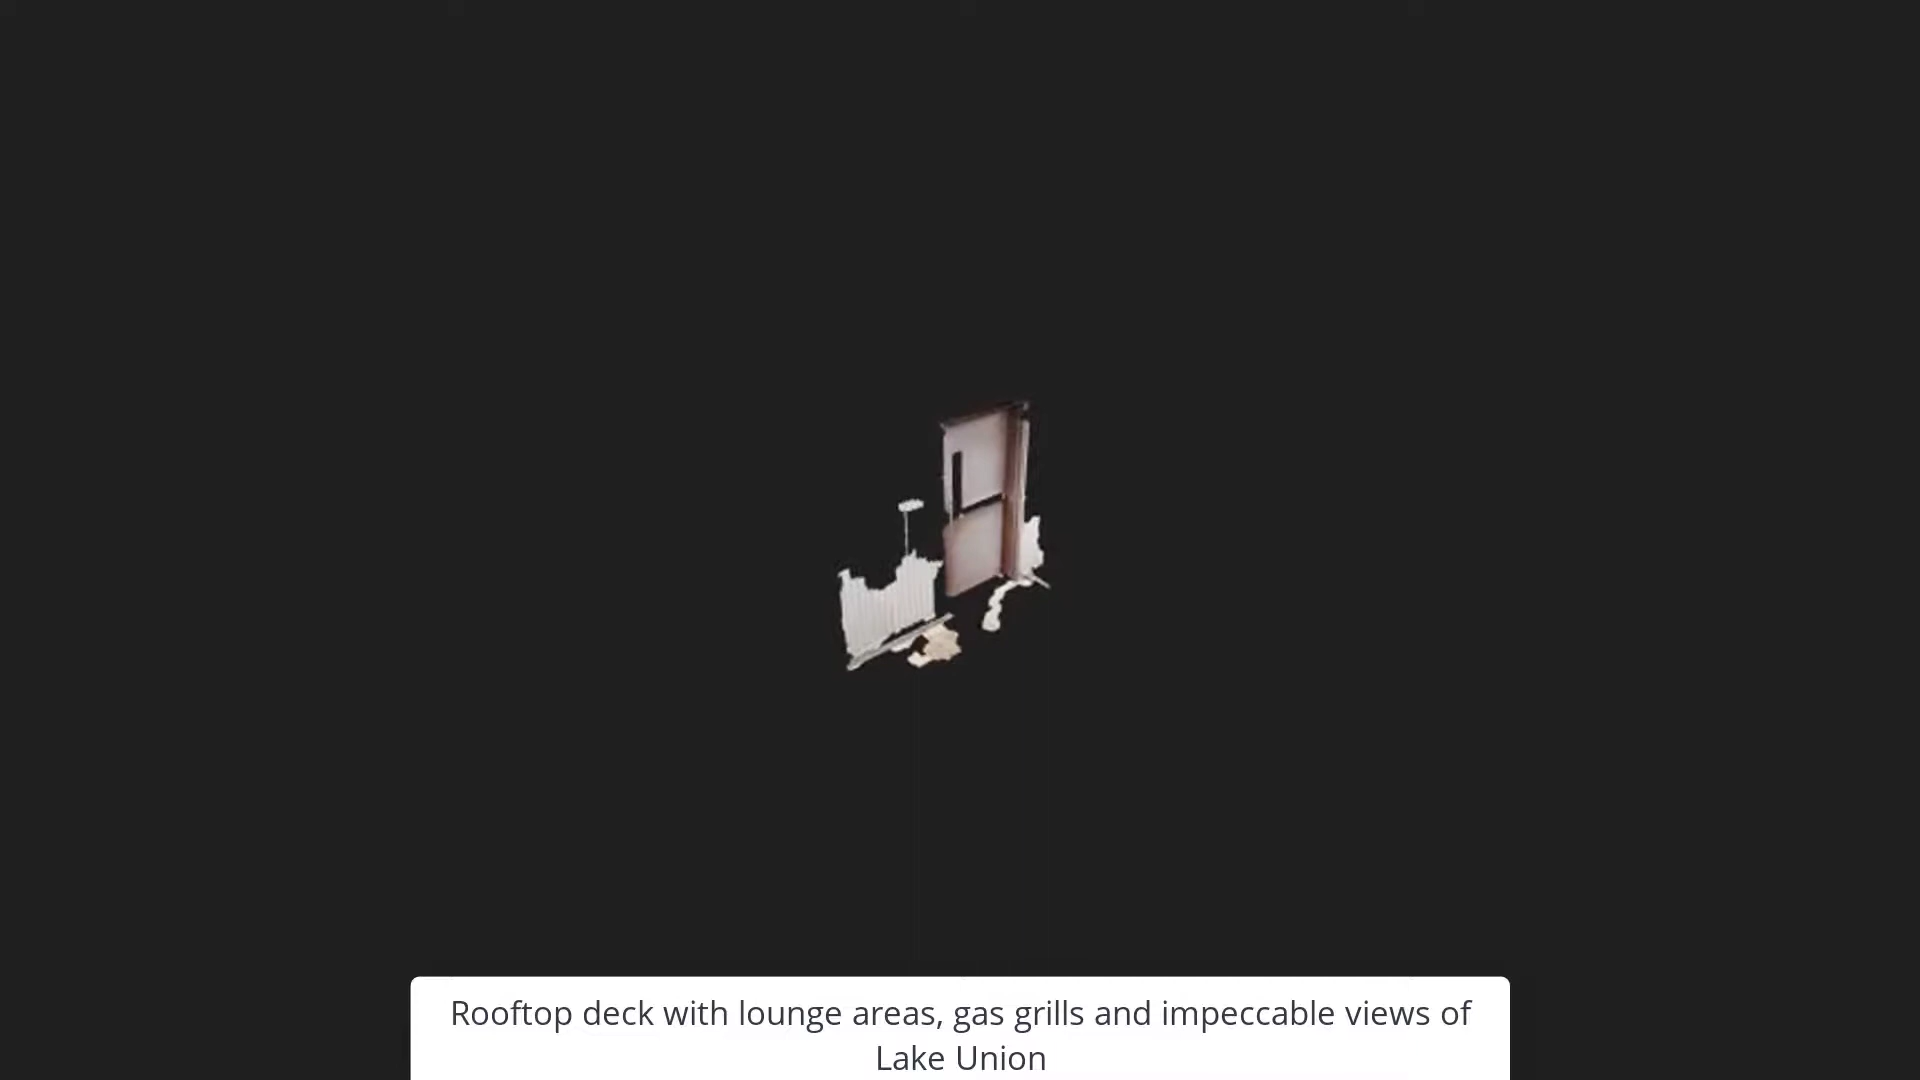 Rooftop deck with lounge areas, gas grills and impeccable views of
Lake Union